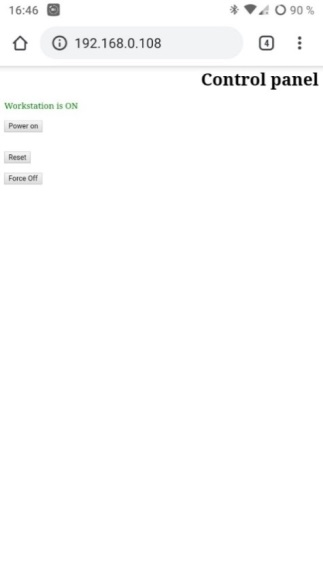 16:46 90 %
192.168.0.108 4
Control panel
Workstation is ON
Power on
Reset
Force Off